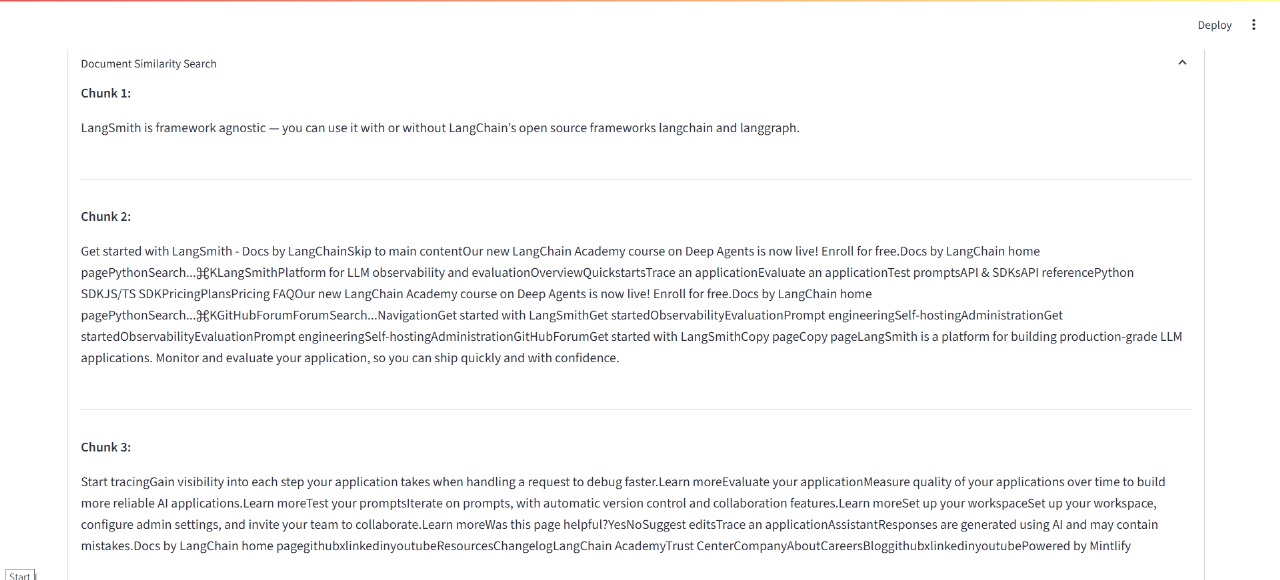 Deploy
Document Similarity Search
Chunk 1:
LangSmith is framework agnostic — you can use it with or without LangChain’s open source frameworks langchain and langgraph.
Chunk 2:
Get started with LangSmith - Docs by LangChainSkip to main contentOur new LangChain Academy course on Deep Agents is now live! Enroll for free.Docs by LangChain home
pagePythonSearch...⌘KLangSmithPlatform for LLM observability and evaluationOverviewQuickstartsTrace an applicationEvaluate an applicationTest promptsAPI & SDKsAPI referencePython
SDKJS/TS SDKPricingPlansPricing FAQOur new LangChain Academy course on Deep Agents is now live! Enroll for free.Docs by LangChain home
pagePythonSearch...⌘KGitHubForumForumSearch...NavigationGet started with LangSmithGet startedObservabilityEvaluationPrompt engineeringSelf-hostingAdministrationGet
startedObservabilityEvaluationPrompt engineeringSelf-hostingAdministrationGitHubForumGet started with LangSmithCopy pageCopy pageLangSmith is a platform for building production-grade LLM
applications. Monitor and evaluate your application, so you can ship quickly and with confidence.
Chunk 3:
Start tracingGain visibility into each step your application takes when handling a request to debug faster.Learn moreEvaluate your applicationMeasure quality of your applications over time to build
more reliable AI applications.Learn moreTest your promptsIterate on prompts, with automatic version control and collaboration features.Learn moreSet up your workspaceSet up your workspace,
configure admin settings, and invite your team to collaborate.Learn moreWas this page helpful?YesNoSuggest editsTrace an applicationAssistantResponses are generated using AI and may contain
mistakes.Docs by LangChain home pagegithubxlinkedinyoutubeResourcesChangelogLangChain AcademyTrust CenterCompanyAboutCareersBloggithubxlinkedinyoutubePowered by Mintlify
Start